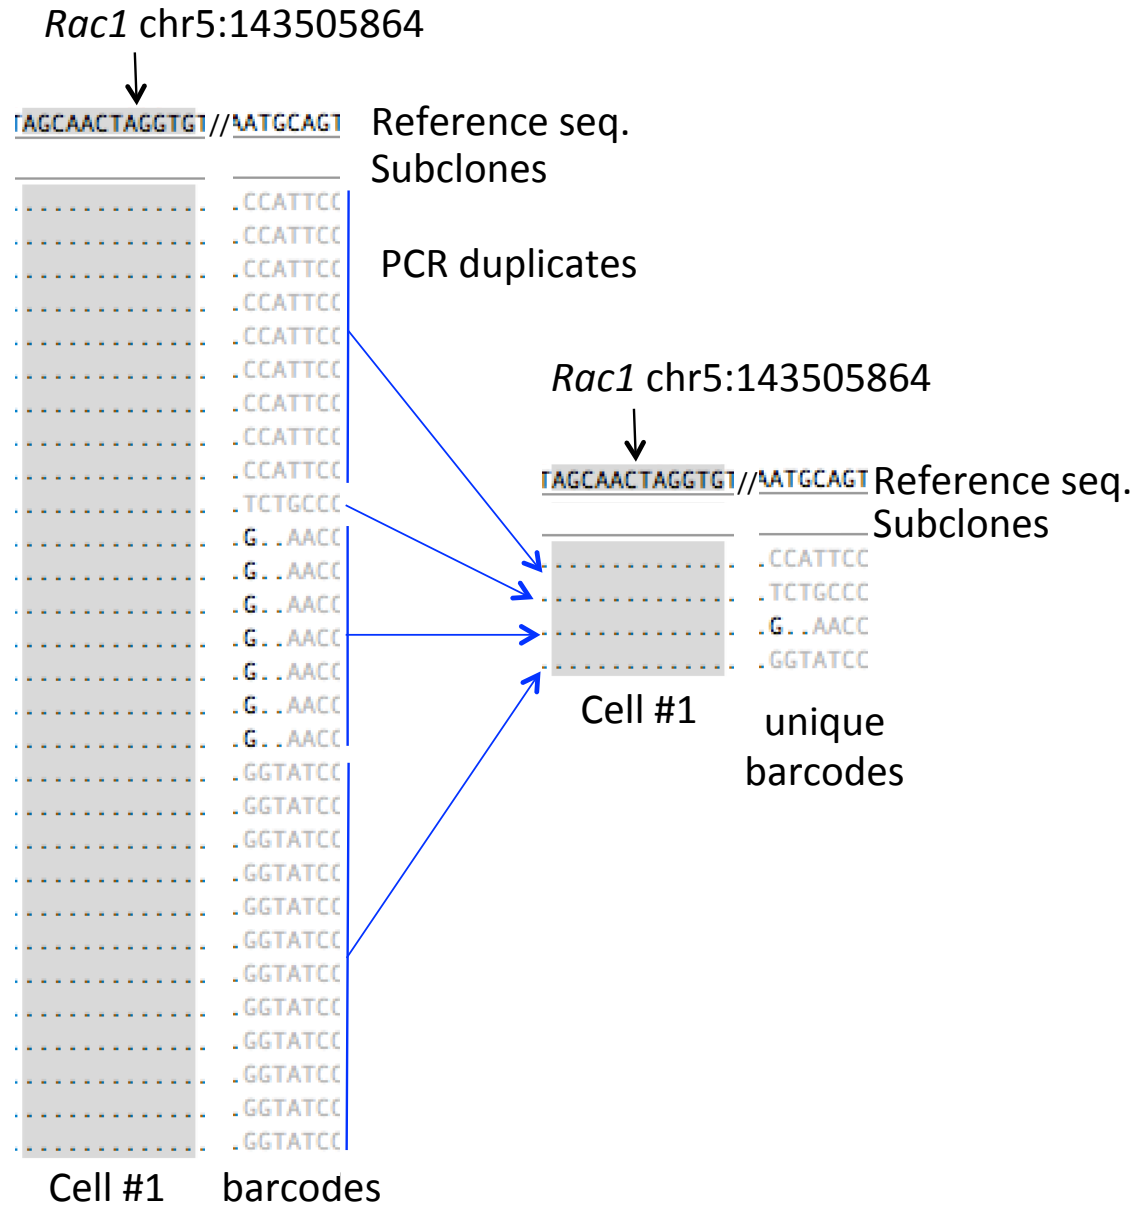 Rac1 chr5:143505864
TAGCAACTAGGTGT//AATGCAGT Reference seq.
Subclones
.............. .CCATTCC
.............. .CCATTCC
.............. .CCATTCC
.............. .CCATTCC
.............. .CCATTCC
.............. .CCATTCC
.............. .CCATTCC
.............. .CCATTCC
.............. .CCATTCC
.............. .TCTGCCC
.............. .G..AACC
.............. .G..AACC
.............. .G..AACC
.............. .G..AACC
.............. .G..AACC
.............. .G..AACC
.............. .G..AACC
.............. .GGTATCC
.............. .GGTATCC
.............. .GGTATCC
.............. .GGTATCC
.............. .GGTATCC
.............. .GGTATCC
.............. .GGTATCC
.............. .GGTATCC
.............. .GGTATCC
.............. .GGTATCC
.............. .GGTATCC
.............. .GGTATCC
Cell #1 barcodes
PCR duplicates
Rac1 chr5:143505864
TAGCAACTAGGTGT//AATGCAGT Reference seq.
Subclones
.............. .CCATTCC
.............. .TCTGCCC
.............. .G..AACC
.............. .GGTATCC
Cell #1
unique
barcodes